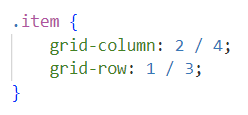 .item {
    grid-column: 2 / 4;
    grid-row: 1 / 3;
}